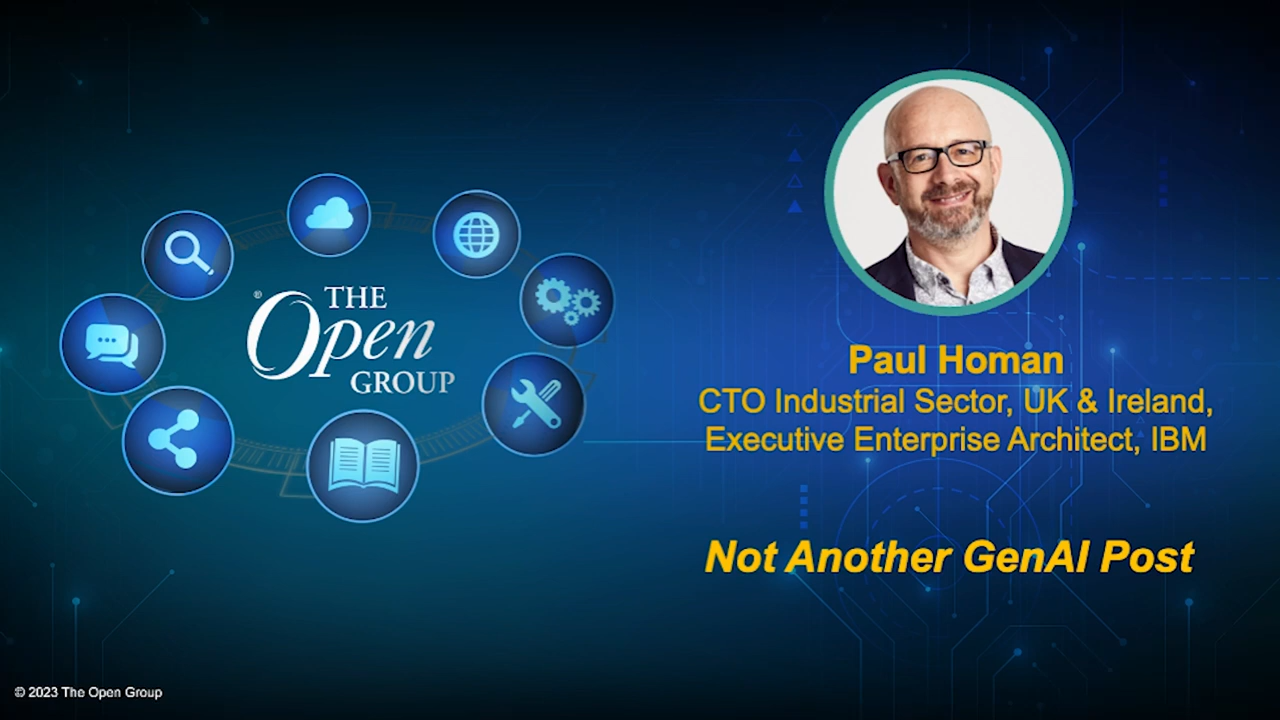 ® THE
Open
GROUP
Paul Homan
CTO Industrial Sector, UK & Ireland,
Executive Enterprise Architect, IBM
Not Another GenAI Post
© 2023 The Open Group